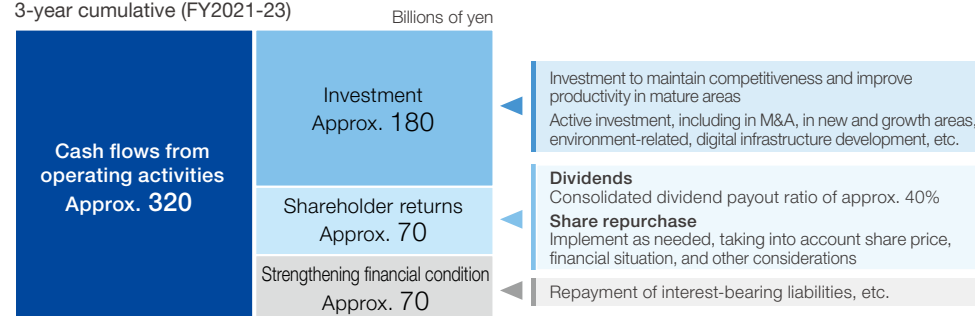 3-year cumulative (FY2021-23)
Billions of yen
Cash flows from
operating activities
Approx. 320
Investment
Approx. 180
Shareholder returns
Approx. 70
Strengthening financial condition
Approx. 70
Investment to maintain competitiveness and improve
productivity in mature areas
Active investment, including in M&A, in new and growth areas,
environment-related, digital infrastructure development, etc.
Dividends
Consolidated dividend payout ratio of approx. 40%
Share repurchase
Implement as needed, taking into account share price,
financial situation, and other considerations
Repayment of interest-bearing liabilities, etc.